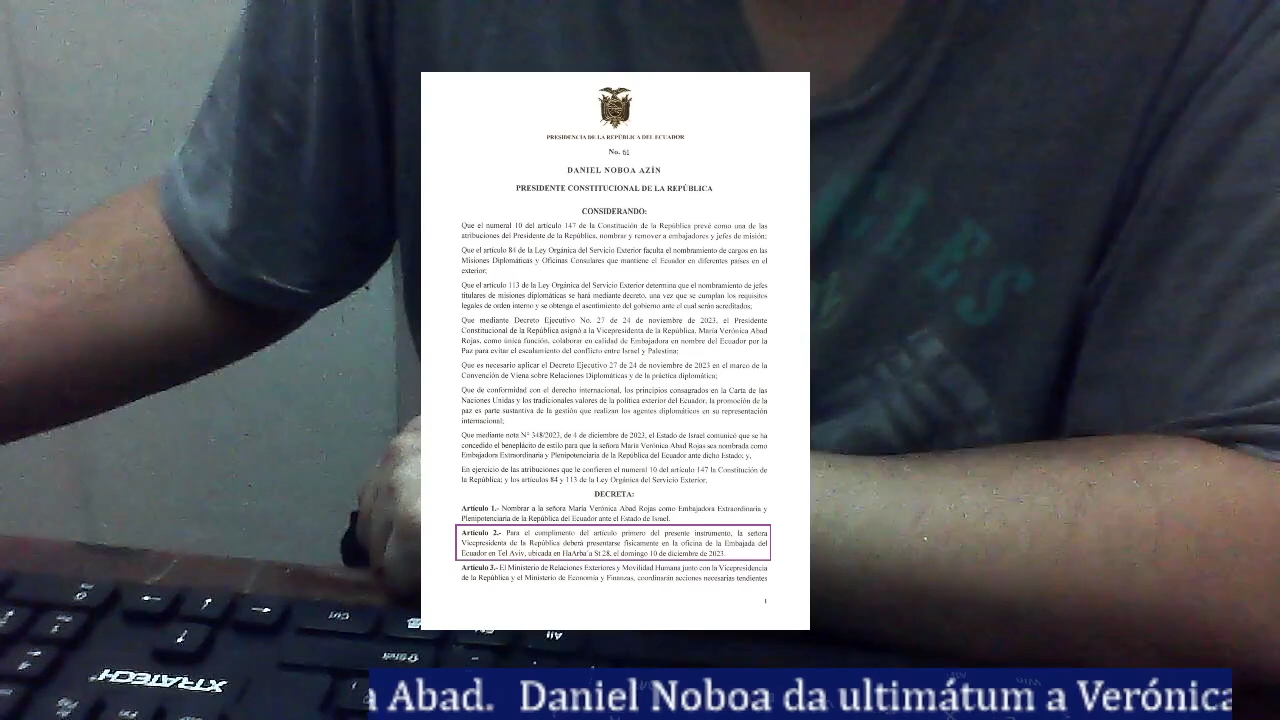 PRESIDENCIA DE LA REPÚBLICA DEL ECUADOR
No. 61
DANIEL NOBOA AZÍN
PRESIDENTE CONSTITUCIONAL DE LA REPÚBLICA
CONSIDERANDO:
Que el numeral 10 del artículo 147 de la Constitución de la República prevé como una de las
atribuciones del Presidente de la República, nombrar y remover a embajadores y jefes de misión;
Que el artículo 84 de la Ley Orgánica del Servicio Exterior faculta el nombramiento de cargos en las
Misiones Diplomáticas y Oficinas Consulares que mantiene el Ecuador en diferentes países en el
exterior;
Que el artículo 113 de la Ley Orgánica del Servicio Exterior determina que el nombramiento de jefes
titulares de misiones diplomáticas se hará mediante decreto, una vez que se cumplan los requisitos
legales de orden interno y se obtenga el asentimiento del gobierno ante el cual serán acreditados;
Que mediante Decreto Ejecutivo No. 27 de 24 de noviembre de 2023, el Presidente
Constitucional de la República asignó a la Vicepresidenta de la República, María Verónica Abad
Rojas, como única función, colaborar en calidad de Embajadora en nombre del Ecuador por la
Paz para evitar el escalamiento del conflicto entre Israel y Palestina;
Que es necesario aplicar el Decreto Ejecutivo 27 de 24 de noviembre de 2023 en el marco de la
Convención de Viena sobre Relaciones Diplomáticas y de la práctica diplomática;
Que de conformidad con el derecho internacional, los principios consagrados en la Carta de las
Naciones Unidas y los tradicionales valores de la política exterior del Ecuador, la promoción de la
paz es parte sustantiva de la gestión que realizan los agentes diplomáticos en su representación
internacional;
Que mediante nota N° 348/2023, de 4 de diciembre de 2023, el Estado de Israel comunicó que se ha
concedido el beneplácito de estilo para que la señora María Verónica Abad Rojas sea nombrada como
Embajadora Extraordinaria y Plenipotenciaria de la República del Ecuador ante dicho Estado; y,
En ejercicio de las atribuciones que le confieren el numeral 10 del artículo 147 la Constitución de
la República; y los artículos 84 y 113 de la Ley Orgánica del Servicio Exterior,
DECRETA:
Artículo 1.- Nombrar a la señora María Verónica Abad Rojas como Embajadora Extraordinaria y
Plenipotenciaria de la República del Ecuador ante el Estado de Israel.
Artículo 2.- Para el cumplimento del artículo primero del presente instrumento, la señora
Vicepresidenta de la República deberá presentarse físicamente en la oficina de la Embajada del
Ecuador en Tel Aviv, ubicada en HaArba´a St 28, el domingo 10 de diciembre de 2023.
Artículo 3.- El Ministerio de Relaciones Exteriores y Movilidad Humana junto con la Vicepresidencia
de la República y el Ministerio de Economía y Finanzas, coordinarán acciones necesarias tendientes
1
Ctrl
Alt
Shift
XTRATECH
a Abad. Daniel Noboa da ultimátum a Verónica